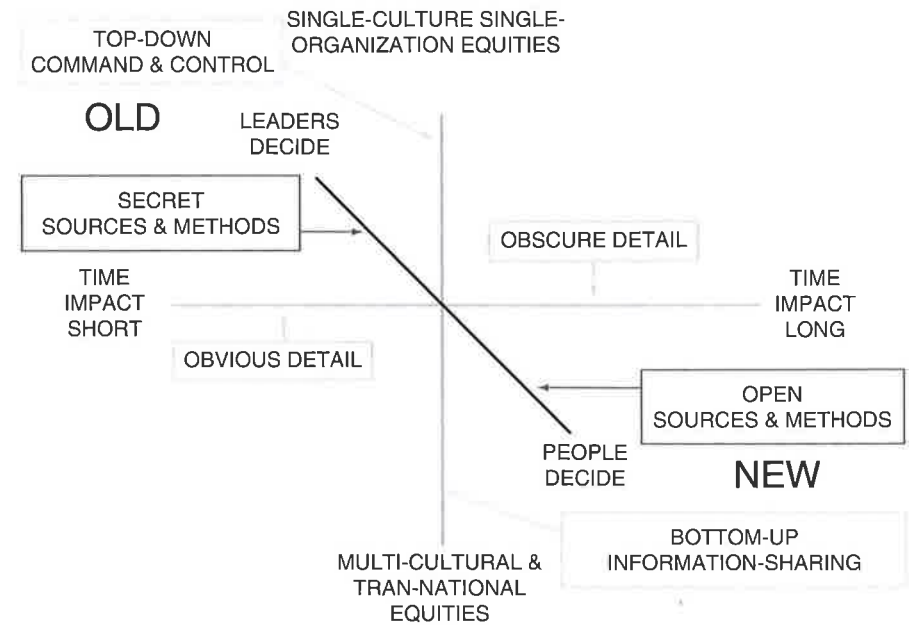 SINGLE-CULTURE SINGLE-
ORGANIZATION EQUITIES
TOP-DOWN
COMMAND & CONTROL
OLD
LEADERS
DECIDE
SECRET
SOURCES & METHODS
OBSCURE DETAIL
TIME
IMPACT
SHORT
TIME
IMPACT
LONG
OBVIOUS DETAIL
OPEN
SOURCES & METHODS
PEOPLE
DECIDE
NEW
BOTTOM-UP
INFORMATION-SHARING
MULTI-CULTURAL &
TRAN-NATIONAL
EQUITIES